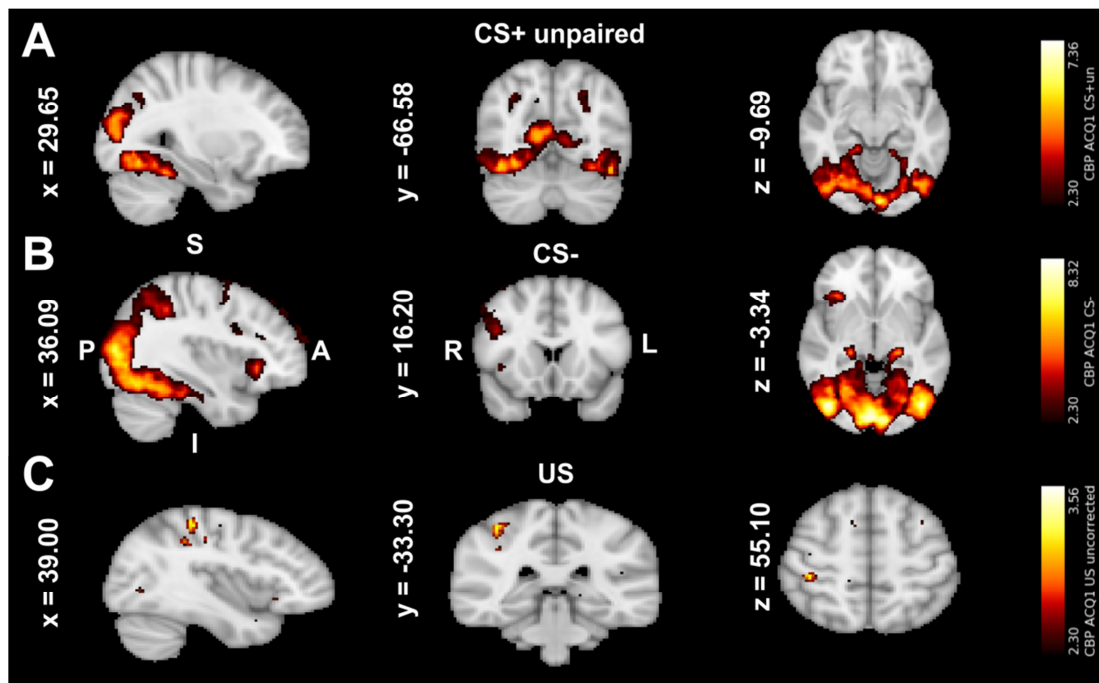 A
CS+ unpaired
x = 29.65
y = -66.58
z = -9.69
7.36
2.30
CBP ACQ1 CS+un
S
B
CS-
x = 36.09
P
A
I
y = 16.20
R
L
z = -3.34
8.32
2.30
CBP ACQ1 CS-
C
US
x = 39.00
y = -33.30
z = 55.10
3.56
2.30
CBP ACQ1 US uncorrected